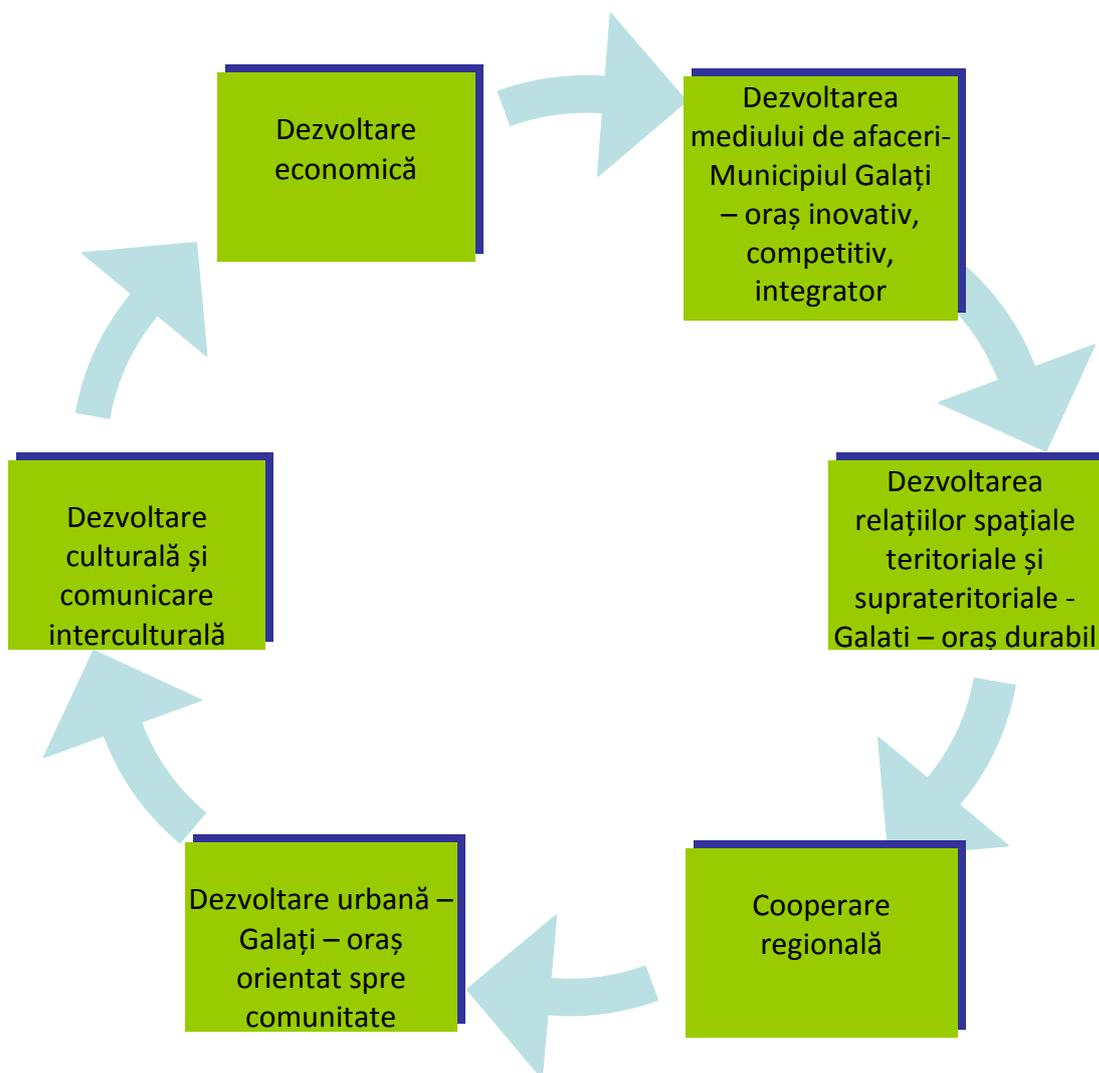 Dezvoltare
economică
Dezvoltarea
mediului de afaceri-
Municipiul Galați
– oraș inovativ,
competitiv,
integrator
Dezvoltarea
relațiilor spațiale
teritoriale și
suprateritoriale -
Galati – oraș durabil
Cooperare
regională
Dezvoltare urbană –
Galați – oraș
orientat spre
comunitate
Dezvoltare
culturală și
comunicare
interculturală